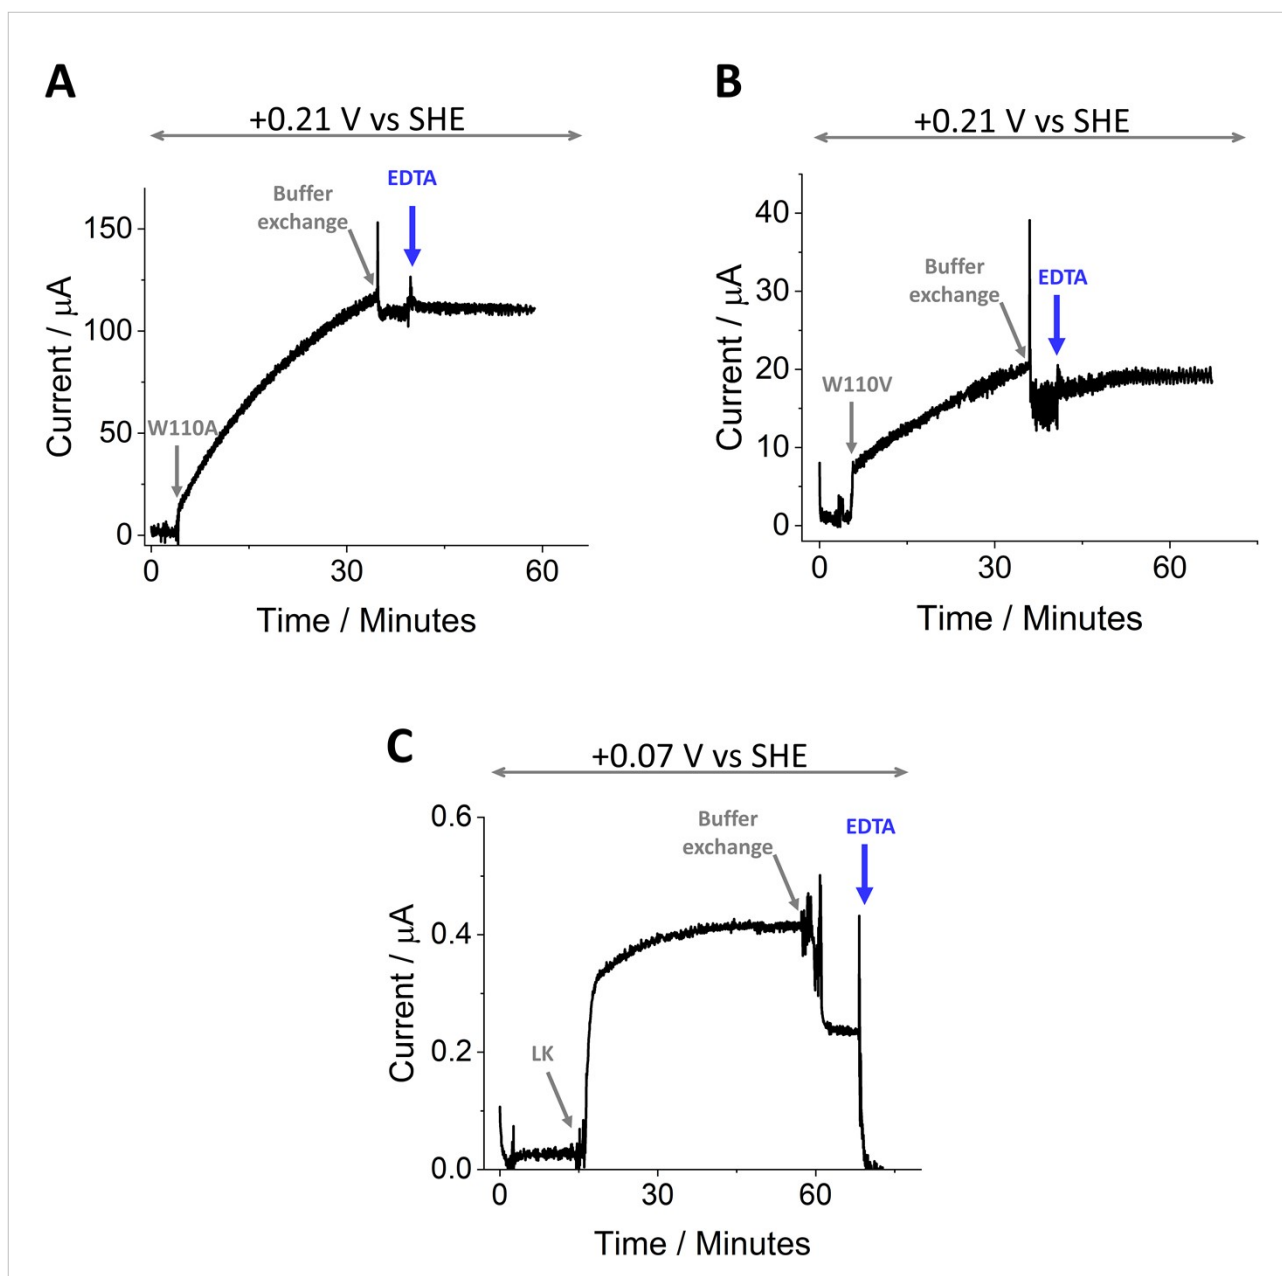 A
+0.21 V vs SHE
Buffer
exchange
EDTA
W110A
150
100
50
0
Current / μA
0
30
60
Time / Minutes
B
+0.21 V vs SHE
Buffer
exchange
EDTA
W110V
40
30
20
10
0
Current / μA
0
30
60
Time / Minutes
C
+0.07 V vs SHE
Buffer
exchange
EDTA
LK
0.6
0.4
0.2
0.0
Current / μA
0
30
60
Time / Minutes